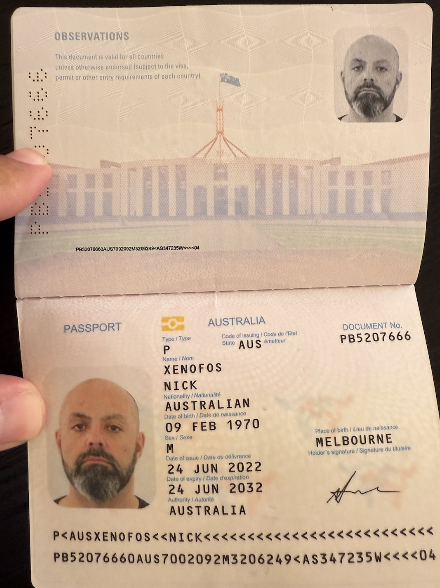 OBSERVATIONS
This document is valid for all countries
unless otherwise endorsed (subject to the visa,
permit or other entry requirements of each country)
PB5207666OAUS7002092M3206249<AS347235W<<<<04
PASSPORT
AUSTRALIA
DOCUMENT No.
Type / Type
Code of issuing / Code de l'État
P
State AUS émetteur
PB5207666
Name / Nom
XENOFOS
NICK
Nationality / Nationalité
AUSTRALIAN
Date of birth / Date de naissance
09 FEB 1970
Sex / Sexe
Place of birth / Lieu de naissance
M
MELBOURNE
Date of issue / Date de délivrance
Holder's signature / Signature du titulaire
24 JUN 2022
Date of expiry / Date d'expiration
24 JUN 2032
Authority / Autorité
AUSTRALIA
P<AUSXENOFOS<<NICK<<<<<<<<<<<<<<<<<<<<<<<<<<
PB52076660AUS7002092M3206249<AS347235W<<<<04